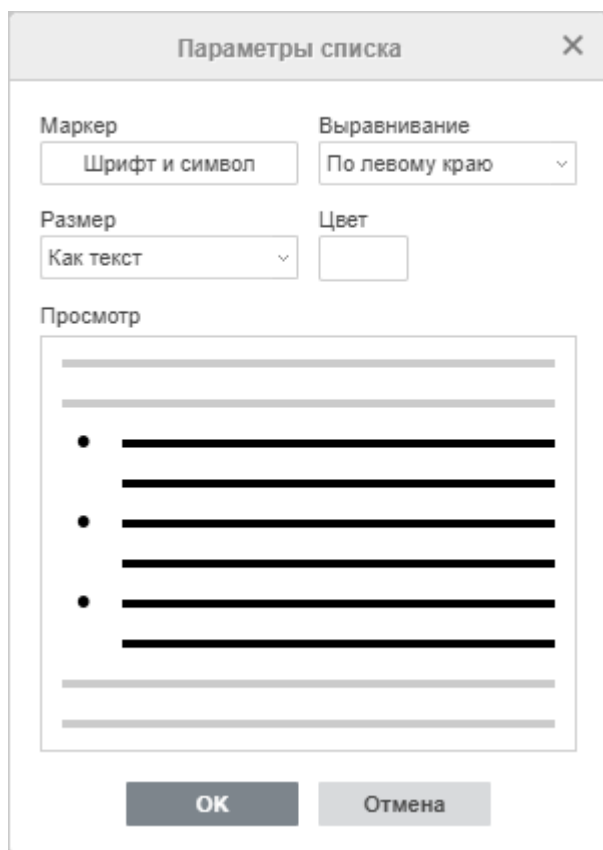 Параметры списка
Маркер
Выравнивание
Шрифт и символ
По левому краю
Размер
Цвет
Как текст
Просмотр
OK
Отмена